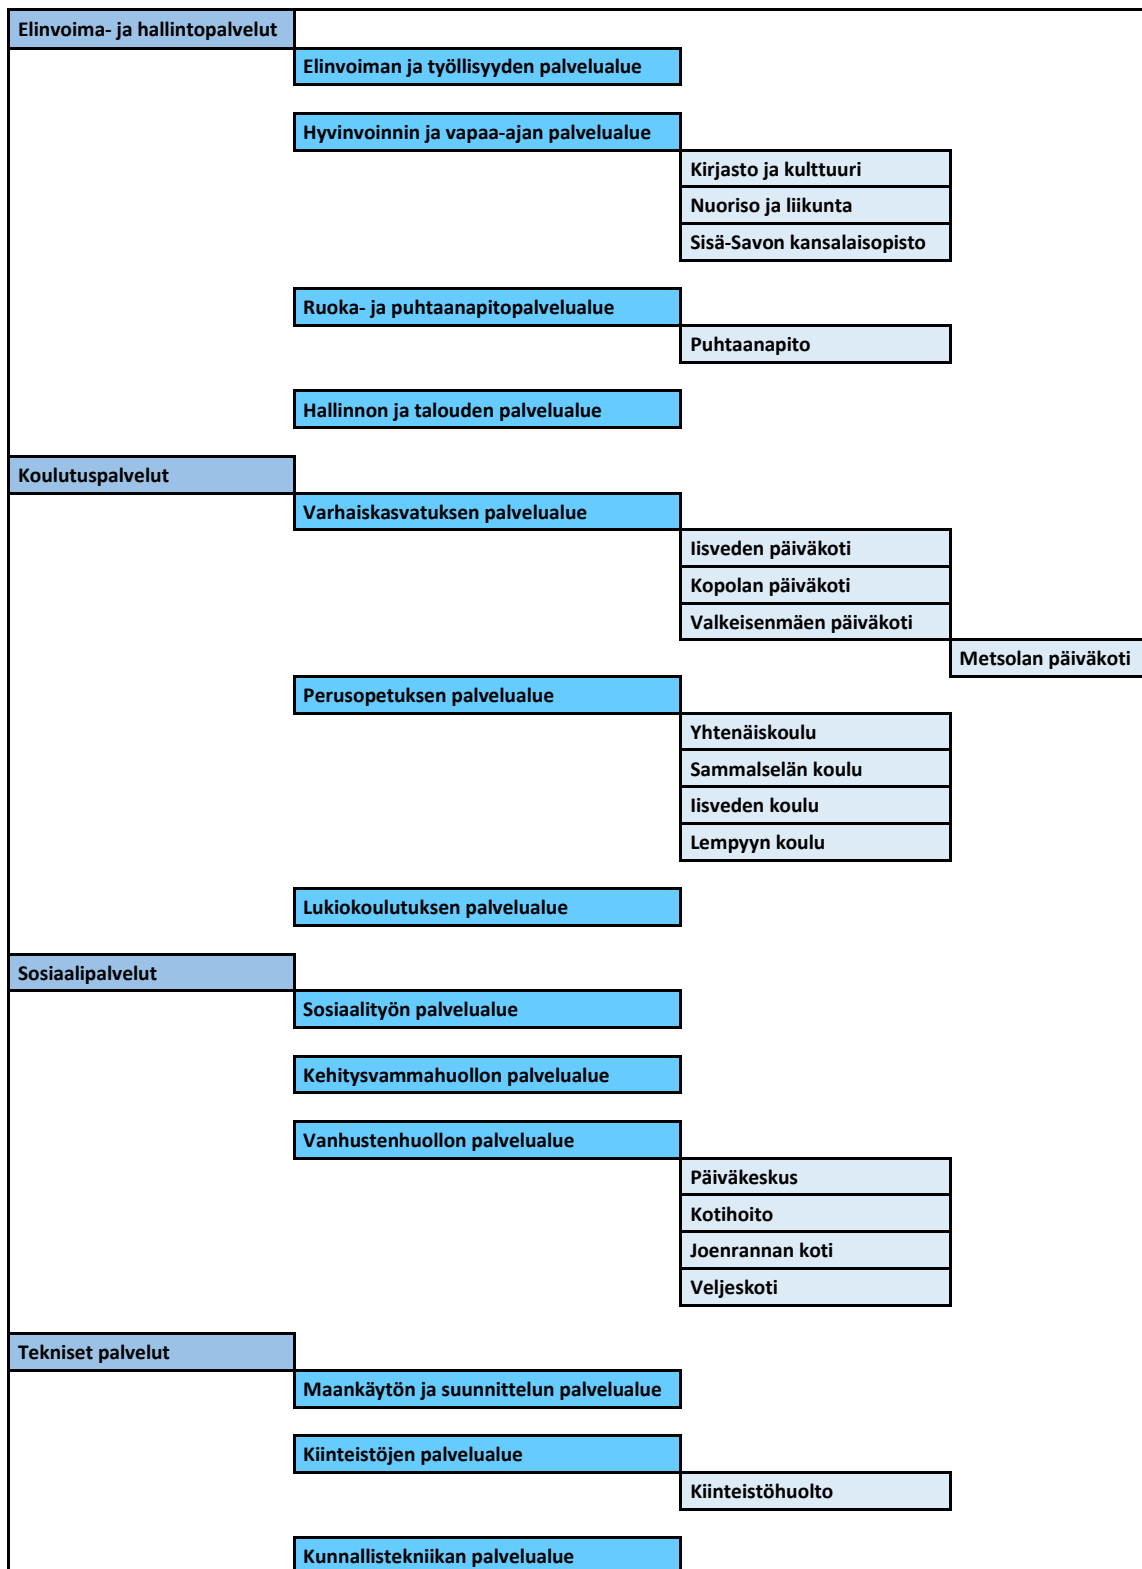 Elinvoima- ja hallintopalvelut
Elinvoiman ja työllisyyden palvelualue
Hyvinvoinnin ja vapaa-ajan palvelualue
Kirjasto ja kulttuuri
Nuoriso ja liikunta
Sisä-Savon kansalaisopisto
Ruoka- ja puhtaanapitopalvelualue
Puhtaanapito
Hallinnon ja talouden palvelualue
Koulutuspalvelut
Varhaiskasvatuksen palvelualue
Iisveden päiväkoti
Kopolan päiväkoti
Valkeisenmäen päiväkoti
Metsolan päiväkoti
Perusopetuksen palvelualue
Yhtenäiskoulu
Sammalselän koulu
Iisveden koulu
Lempyyn koulu
Lukiokoulutuksen palvelualue
Sosiaalipalvelut
Sosiaalityön palvelualue
Kehitysvammahuollon palvelualue
Vanhustenhuollon palvelualue
Päiväkeskus
Kotihoito
Joenrannan koti
Veljeskoti
Tekniset palvelut
Maankäytön ja suunnittelun palvelualue
Kiinteistöjen palvelualue
Kiinteistöhuolto
Kunnallistekniikan palvelualue